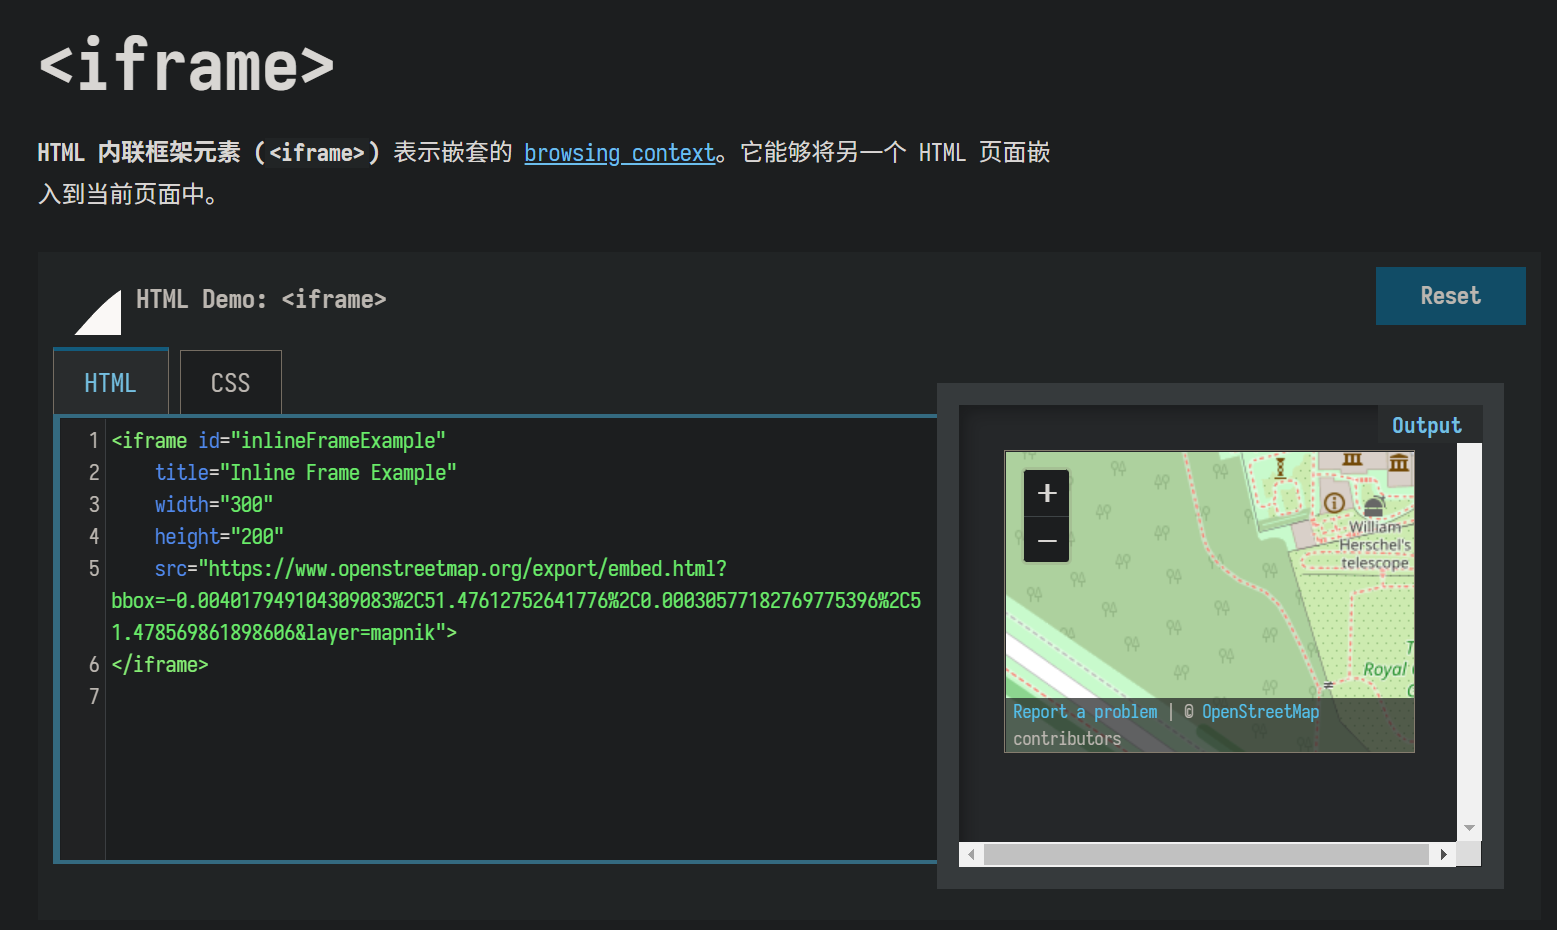 <iframe>
HTML 内联框架元素 (<iframe>) 表示嵌套的 browsing context。它能够将另一个 HTML 页面嵌
入到当前页面中。
HTML Demo: <iframe>
Reset
HTML
CSS
1 <iframe id="inlineFrameExample"
2 title="Inline Frame Example"
3 width="300"
4 height="200"
5 src="https://www.openstreetmap.org/export/embed.html?
bbox=-0.004017949104309083%2C51.47612752641776%2C0.00030577182769775396%2C5
1.478569861898606&layer=mapnik">
6 </iframe>
7
Output
+
−
William
Herschel's
telescope
Royal
Report a problem | © OpenStreetMap
contributors